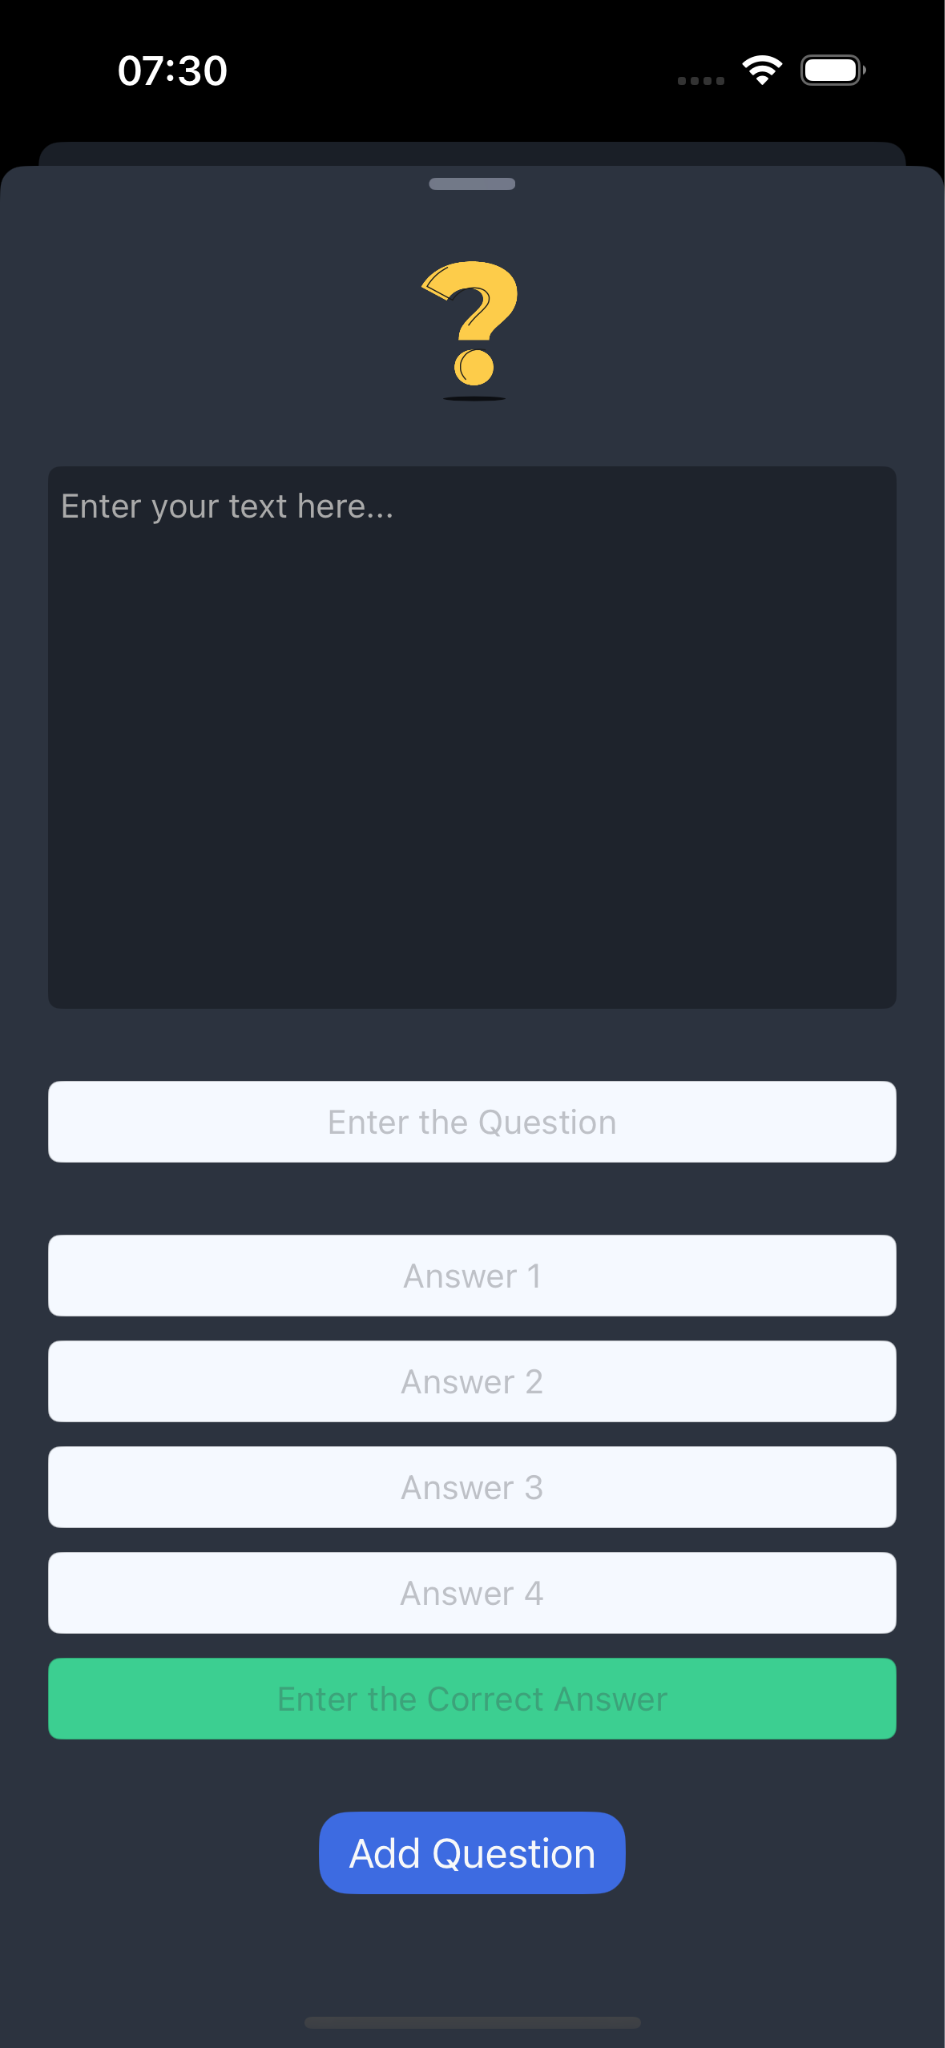 07:30
?
Enter your text here...
Enter the Question
Answer 1
Answer 2
Answer 3
Answer 4
Enter the Correct Answer
Add Question